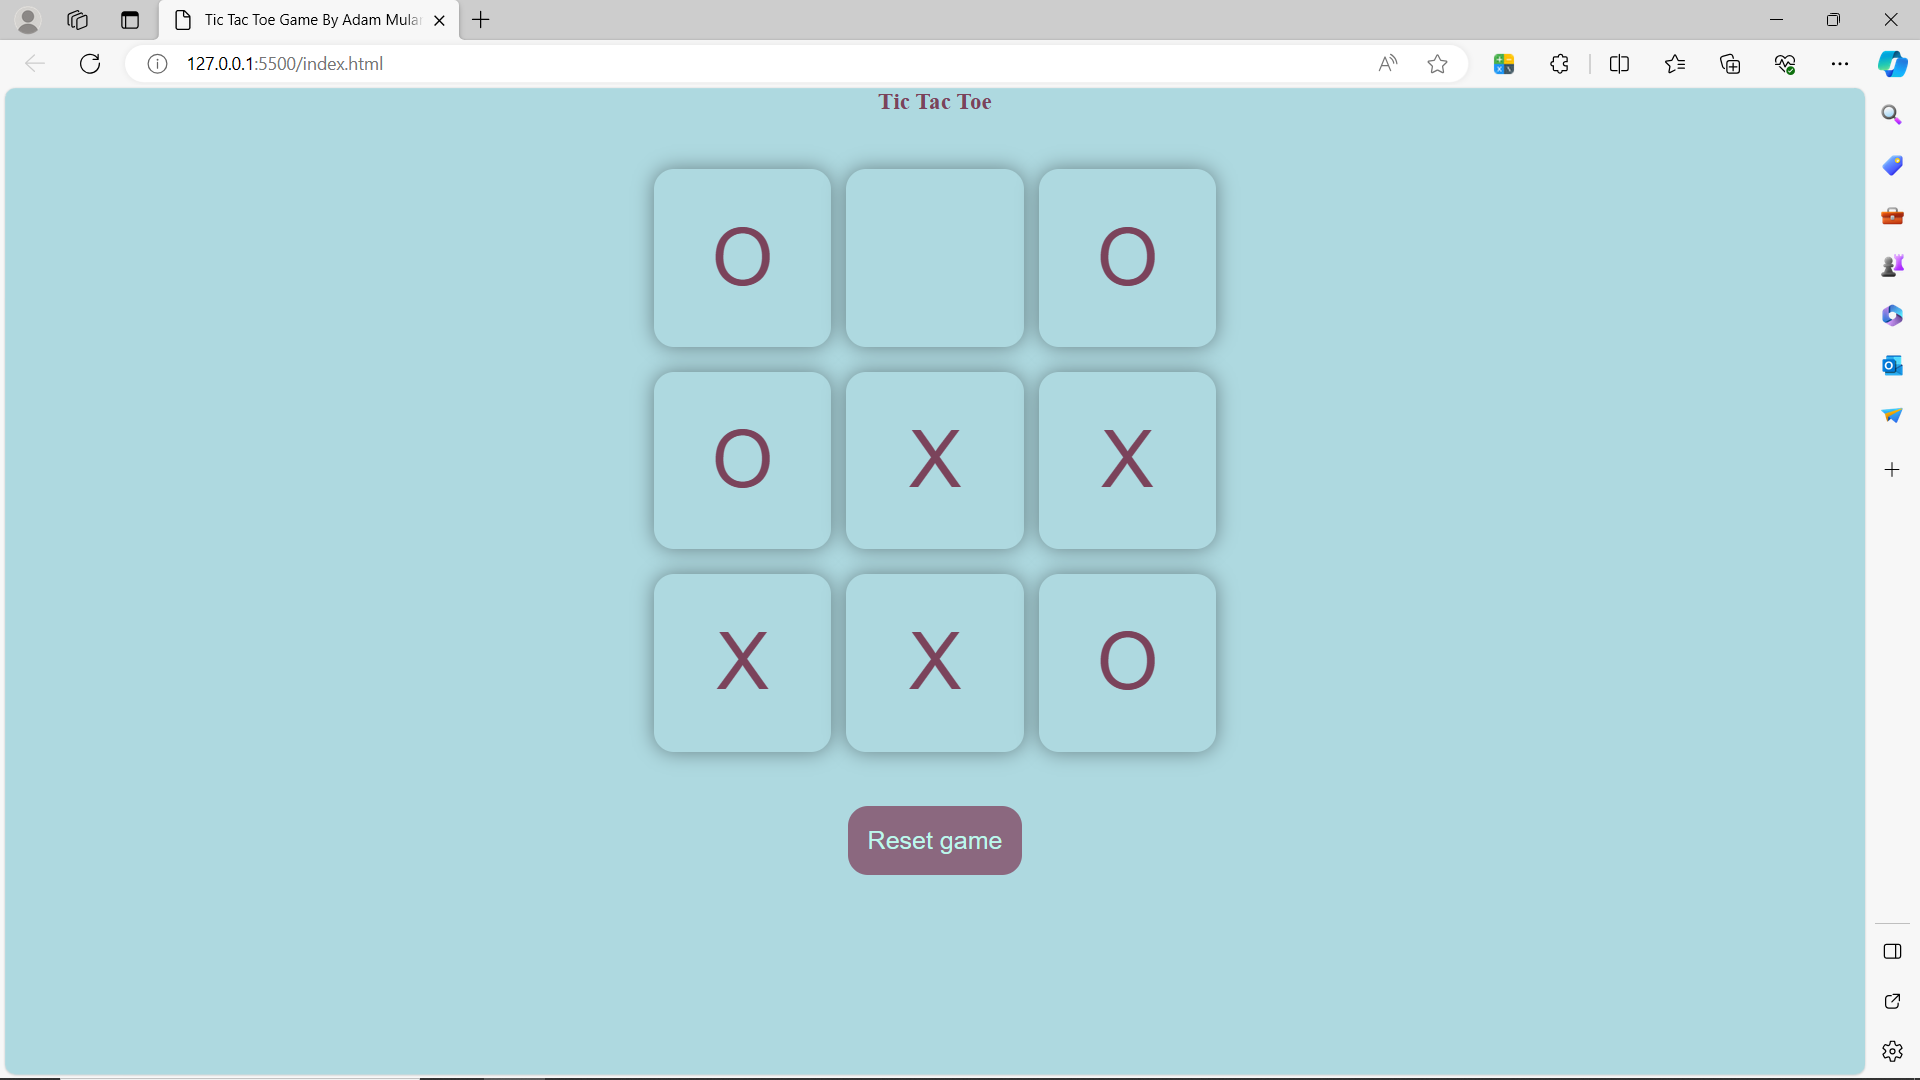 Tic Tac Toe Game By Adam Mula
127.0.0.1:5500/index.html
Tic Tac Toe
O O
O X X
X X O
Reset game